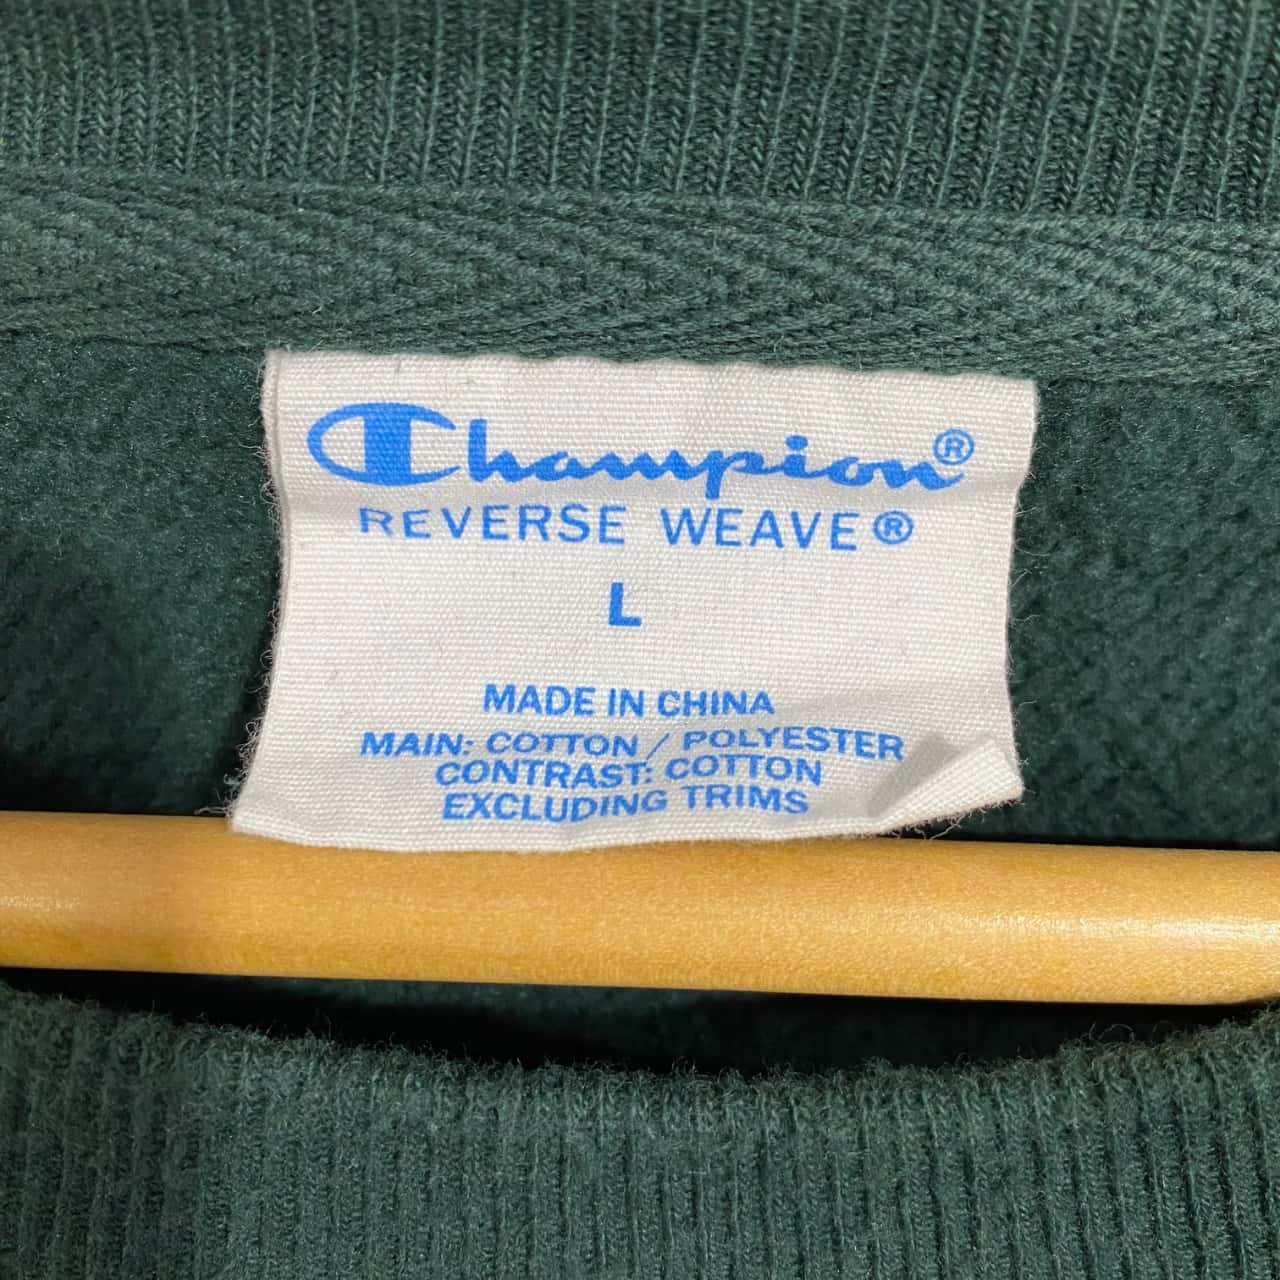 Champion®
REVERSE WEAVE®
L
MADE IN CHINA
MAIN: COTTON / POLYESTER
CONTRAST: COTTON
EXCLUDING TRIMS